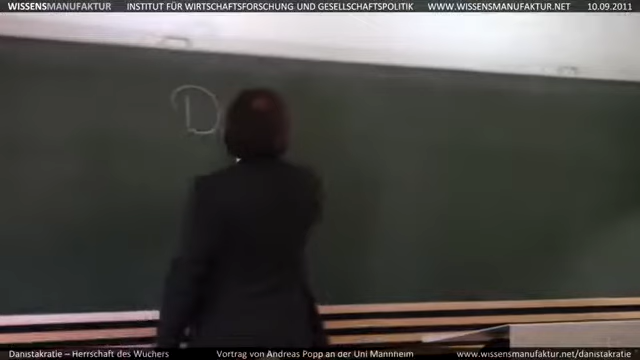 WISSENSMANUFAKTUR INSTITUT FÜR WIRTSCHAFTSFORSCHUNG UND GESELLSCHAFTSPOLITIK WWW.WISSENSMANUFAKTUR.NET 10.09.2011
D
Danistakratie – Herrschaft des Wuchers Vortrag von Andreas Popp an der Uni Mannheim www.wissensmanufaktur.net/danistakratie